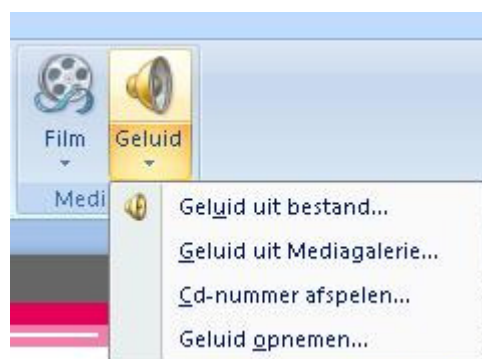 Film Geluid
Medi
Geluid uit bestand...
Geluid uit Mediagalerie...
Cd-nummer afspelen...
Geluid opnemen...